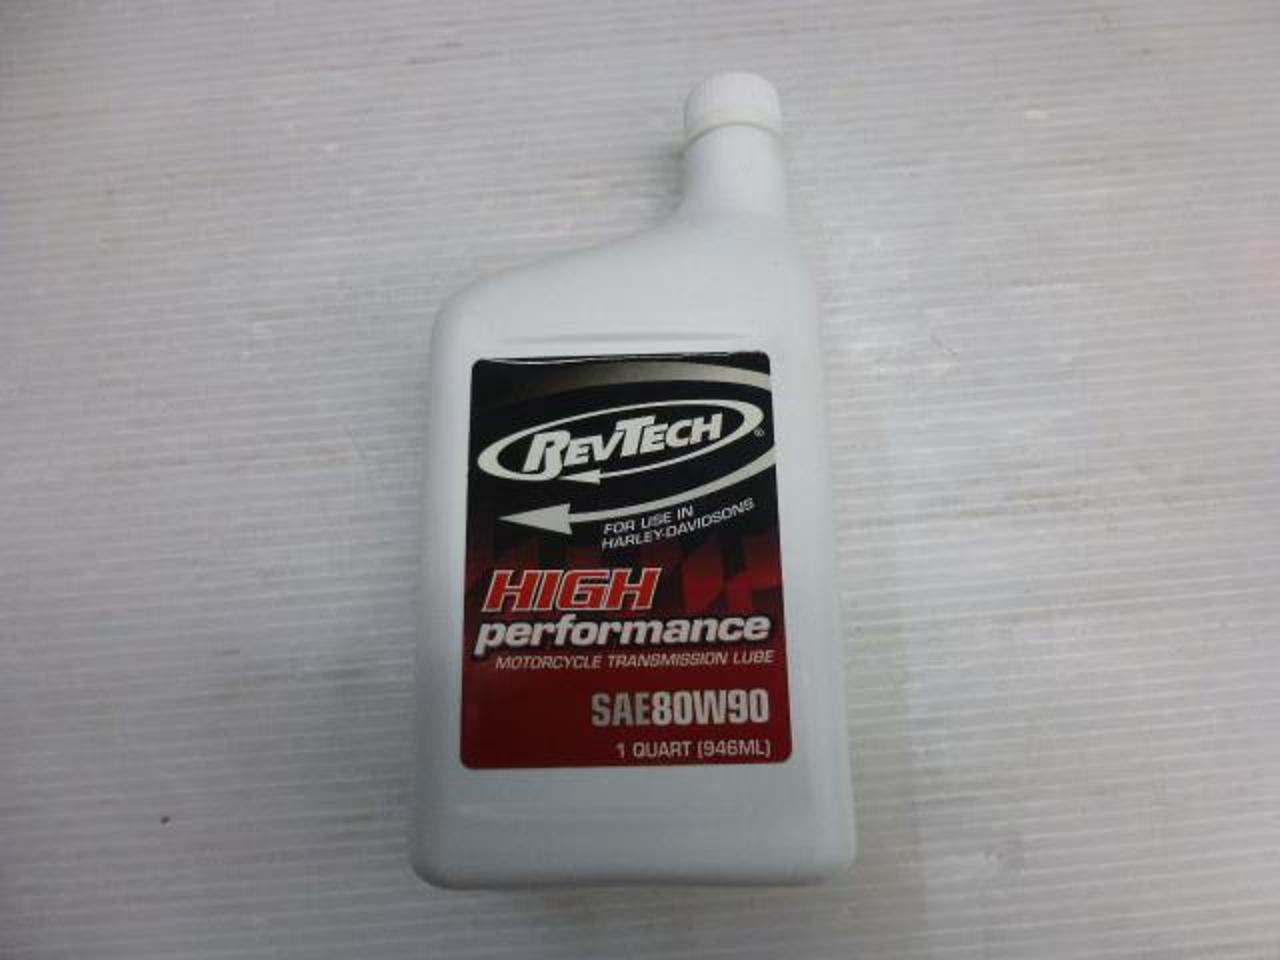 REVTECH®
FOR USE IN
HARLEY-DAVIDSONS
HIGH
performance
MOTORCYCLE TRANSMISSION LUBE
SAE80W90
1 QUART (946ML)